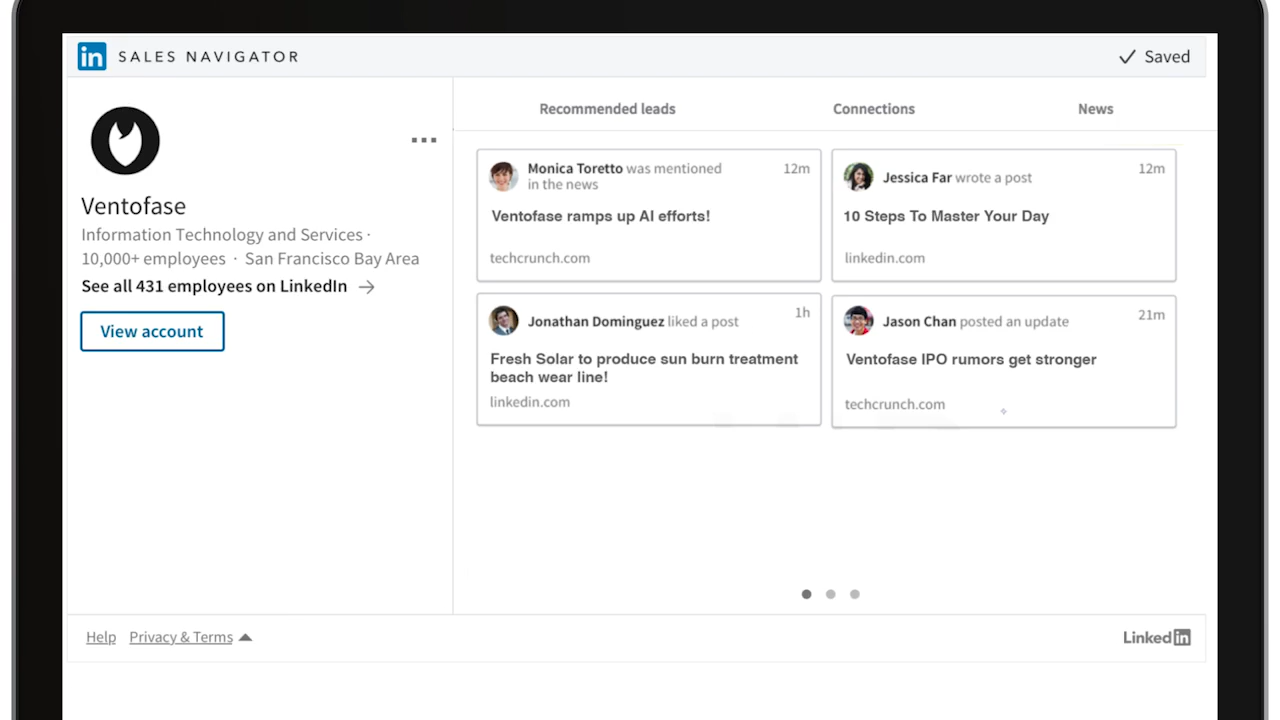 in SALES NAVIGATOR
Saved
Ventofase
Information Technology and Services ·
10,000+ employees · San Francisco Bay Area
See all 431 employees on LinkedIn
View account
Recommended leads
Connections
News
Monica Toretto was mentioned
in the news
12m
Ventofase ramps up AI efforts!
techcrunch.com
Jessica Far wrote a post
12m
10 Steps To Master Your Day
linkedin.com
Jonathan Dominguez liked a post
1h
Fresh Solar to produce sun burn treatment
beach wear line!
linkedin.com
Jason Chan posted an update
21m
Ventofase IPO rumors get stronger
techcrunch.com
Help Privacy & Terms
Linkedin